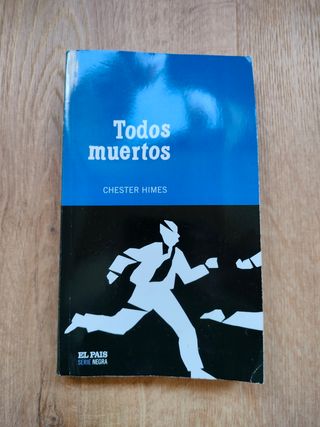 Todos
muertos
CHESTER HIMES
EL PAIS
SERIE NEGRA